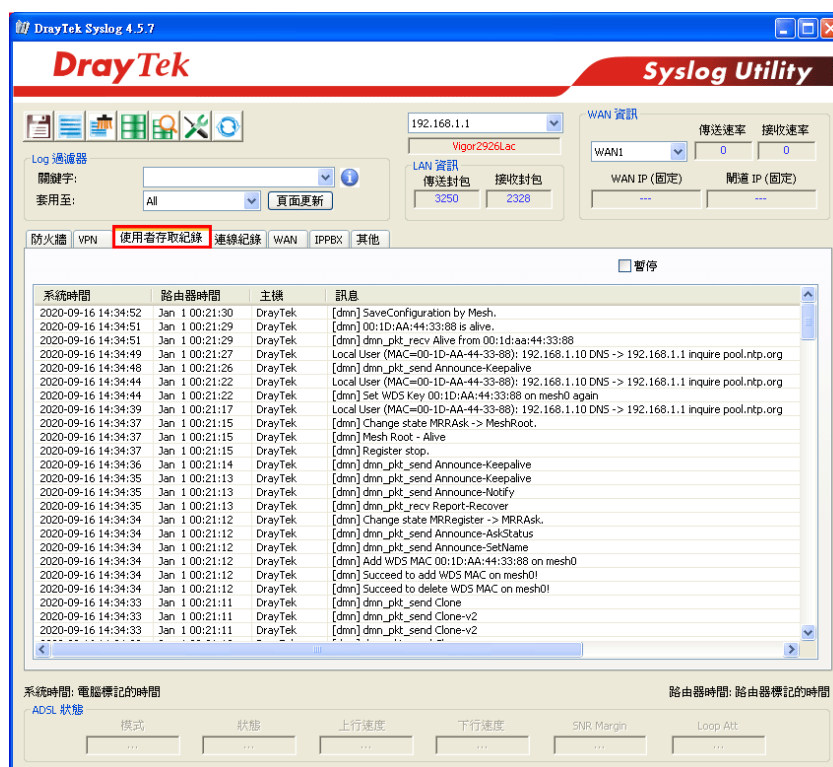 DrayTek Syslog 4.5.7
DrayTek
Syslog Utility
192.168.1.1
Vigor2926Lac
WAN 資訊
傳送速率 接收速率
WAN1 0 0
WAN IP (固定) 閘道 IP (固定)
--- ---
Log 過濾器
關鍵字:
套用至: All 頁面更新
LAN 資訊
傳送封包 接收封包
3250 2328
防火牆 VPN 使用者存取紀錄 連線紀錄 WAN IPPBX 其他
暫停
系統時間 路由器時間 主機 訊息
2020-09-16 14:34:52 Jan 1 00:21:30 DrayTek [dmn] SaveConfiguration by Mesh.
2020-09-16 14:34:51 Jan 1 00:21:29 DrayTek [dmn] 00:1D:AA:44:33:88 is alive.
2020-09-16 14:34:51 Jan 1 00:21:29 DrayTek [dmn] dmn_pkt_recv Alive from 00:1d:aa:44:33:88
2020-09-16 14:34:49 Jan 1 00:21:27 DrayTek Local User (MAC=00-1D-AA-44-33-88): 192.168.1.10 DNS -> 192.168.1.1 inquire pool.ntp.org
2020-09-16 14:34:48 Jan 1 00:21:26 DrayTek [dmn] dmn_pkt_send Announce-Keepalive
2020-09-16 14:34:44 Jan 1 00:21:22 DrayTek Local User (MAC=00-1D-AA-44-33-88): 192.168.1.10 DNS -> 192.168.1.1 inquire pool.ntp.org
2020-09-16 14:34:44 Jan 1 00:21:22 DrayTek [dmn] Set WDS Key 00:1D:AA:44:33:88 on mesh0 again
2020-09-16 14:34:39 Jan 1 00:21:17 DrayTek Local User (MAC=00-1D-AA-44-33-88): 192.168.1.10 DNS -> 192.168.1.1 inquire pool.ntp.org
2020-09-16 14:34:37 Jan 1 00:21:15 DrayTek [dmn] Change state MRRAsk -> MeshRoot.
2020-09-16 14:34:37 Jan 1 00:21:15 DrayTek [dmn] Mesh Root - Alive
2020-09-16 14:34:37 Jan 1 00:21:15 DrayTek [dmn] Register stop.
2020-09-16 14:34:36 Jan 1 00:21:14 DrayTek [dmn] dmn_pkt_send Announce-Keepalive
2020-09-16 14:34:35 Jan 1 00:21:13 DrayTek [dmn] dmn_pkt_send Announce-Keepalive
2020-09-16 14:34:35 Jan 1 00:21:13 DrayTek [dmn] dmn_pkt_send Announce-Notify
2020-09-16 14:34:35 Jan 1 00:21:13 DrayTek [dmn] dmn_pkt_recv Report-Recover
2020-09-16 14:34:34 Jan 1 00:21:12 DrayTek [dmn] Change state MRRegister -> MRRAsk.
2020-09-16 14:34:34 Jan 1 00:21:12 DrayTek [dmn] dmn_pkt_send Announce-AskStatus
2020-09-16 14:34:34 Jan 1 00:21:12 DrayTek [dmn] dmn_pkt_send Announce-SetName
2020-09-16 14:34:34 Jan 1 00:21:12 DrayTek [dmn] Add WDS MAC 00:1D:AA:44:33:88 on mesh0
2020-09-16 14:34:34 Jan 1 00:21:12 DrayTek [dmn] Succeed to add WDS MAC on mesh0!
2020-09-16 14:34:34 Jan 1 00:21:12 DrayTek [dmn] Succeed to delete WDS MAC on mesh0!
2020-09-16 14:34:33 Jan 1 00:21:11 DrayTek [dmn] dmn_pkt_send Clone
2020-09-16 14:34:33 Jan 1 00:21:11 DrayTek [dmn] dmn_pkt_send Clone-v2
2020-09-16 14:34:33 Jan 1 00:21:11 DrayTek [dmn] dmn_pkt_send Clone-v2
系統時間: 電腦標記的時間 路由器時間: 路由器標記的時間
ADSL 狀態
模式 狀態 上行速度 下行速度 SNR Margin Loop Att
... ... ... ... ... ...